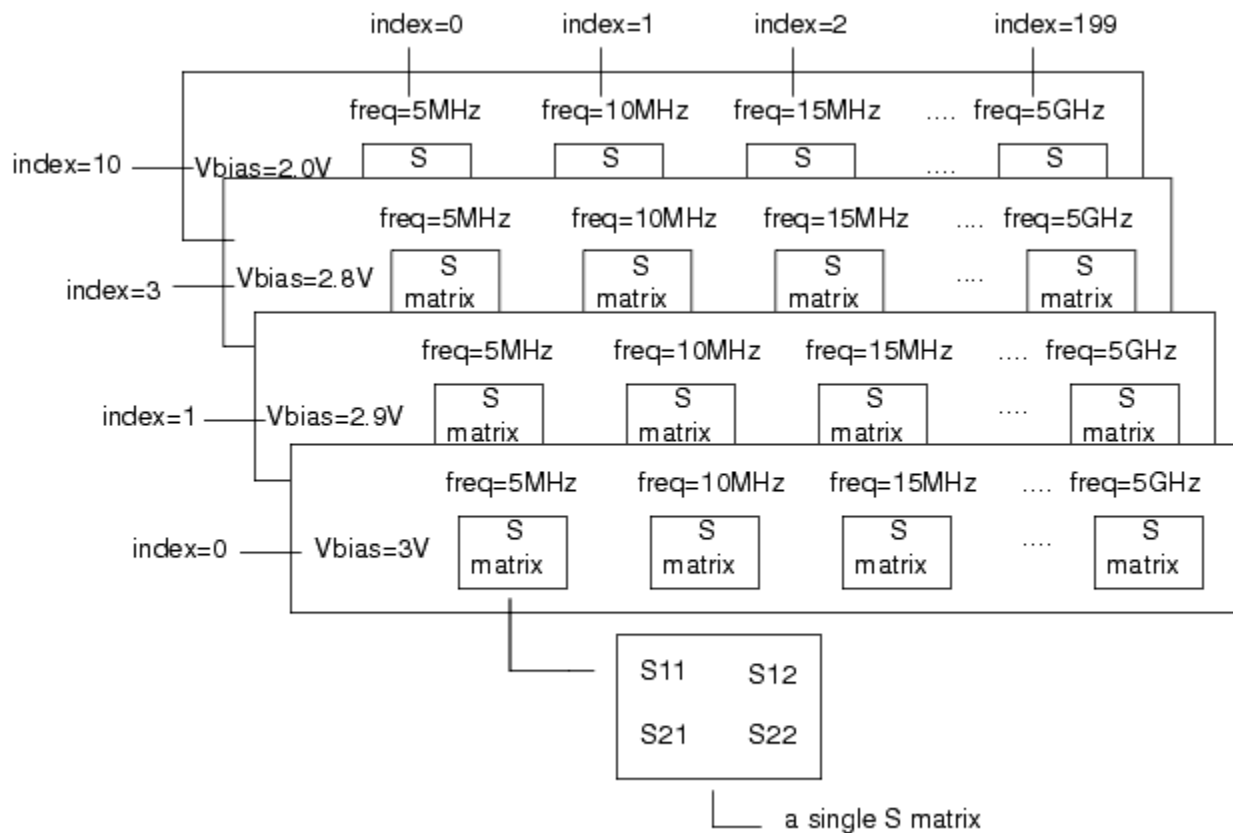 index=0 index=1 index=2 index=199
freq=5MHz freq=10MHz freq=15MHz .... freq=5GHz
index=10 Vbias=2.0V S S S .... S
freq=5MHz freq=10MHz freq=15MHz .... freq=5GHz
index=3 Vbias=2.8V S S S .... S
matrix matrix matrix matrix
freq=5MHz freq=10MHz freq=15MHz .... freq=5GHz
index=1 Vbias=2.9V S S S .... S
matrix matrix matrix matrix
freq=5MHz freq=10MHz freq=15MHz .... freq=5GHz
index=0 Vbias=3V S S S .... S
matrix matrix matrix matrix
S11 S12
S21 S22
a single S matrix